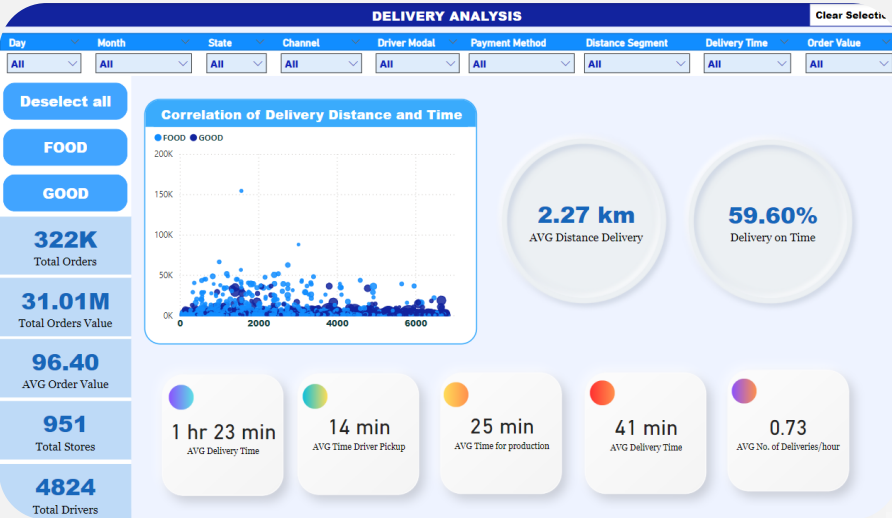 DELIVERY ANALYSIS
Clear Selectio
Day Month State Channel Driver Modal Payment Method Distance Segment Delivery Time Order Value
All All All All All All All All All
Deselect all
FOOD
GOOD
322K
Total Orders
31.01M
Total Orders Value
96.40
AVG Order Value
951
Total Stores
4824
Total Drivers
Correlation of Delivery Distance and Time
FOOD GOOD
200K
150K
100K
50K
0K
0 2000 4000 6000
2.27 km
AVG Distance Delivery
59.60%
Delivery on Time
1 hr 23 min
AVG Delivery Time
14 min
AVG Time Driver Pickup
25 min
AVG Time for production
41 min
AVG Delivery Time
0.73
AVG No. of Deliveries/hour